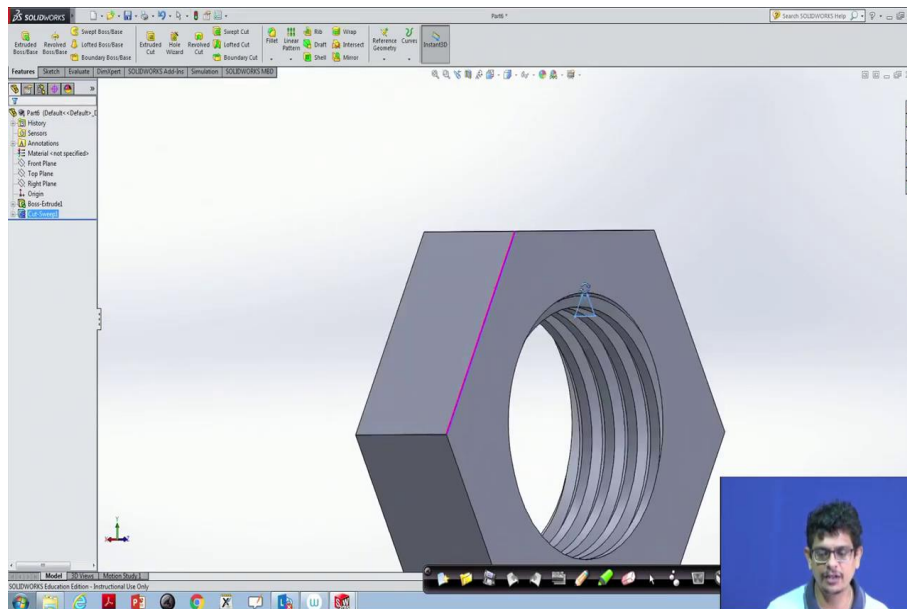 SOLIDWORKS
Part6 *
Search SOLIDWORKS Help
Extruded Boss/Base
Revolved Boss/Base
Swept Boss/Base
Lofted Boss/Base
Boundary Boss/Base
Extruded Cut
Hole Wizard
Revolved Cut
Swept Cut
Lofted Cut
Boundary Cut
Fillet
Linear Pattern
Rib
Draft
Shell
Wrap
Intersect
Mirror
Reference Geometry
Curves
Instant3D
Features Sketch Evaluate DimXpert SOLIDWORKS Add-Ins Simulation SOLIDWORKS MBD
Part6 (Default<<Default>_D
History
Sensors
Annotations
Material <not specified>
Front Plane
Top Plane
Right Plane
Origin
Boss-Extrude1
Cut-Sweep1
Model 3D Views Motion Study 1
SOLIDWORKS Education Edition - Instructional Use Only